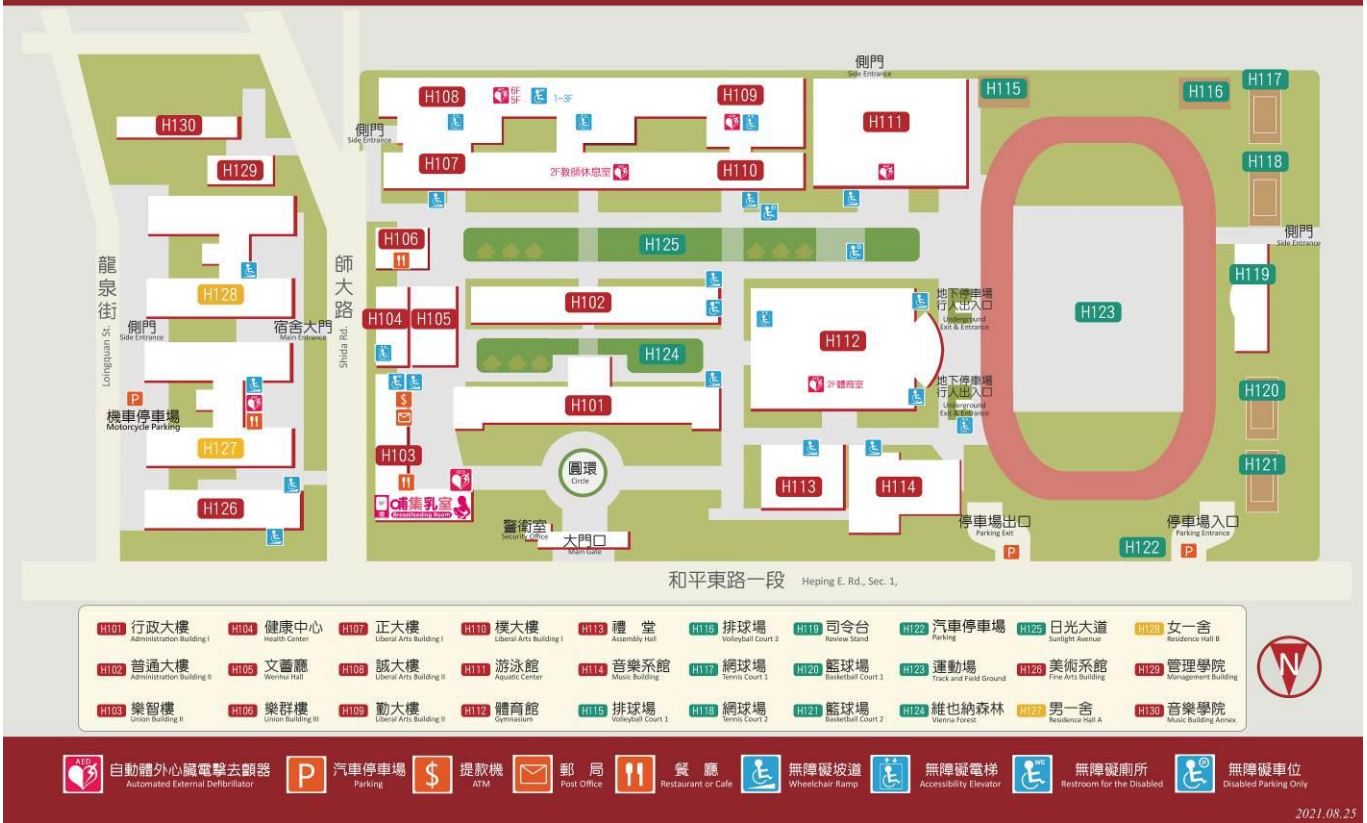 側門
Side Entrance
H115
H116
H117
H108
6F
5F
1-3F
H109
H111
H130
側門
Side Entrance
H129
H107
2F教師休息室
H110
H118
側門
Side Entrance
H106
H125
H119
龍泉街
Loingquan St.
師大路
Shida Rd.
H128
H104
H105
H102
地下停車場
行人出入口
Underground
Exit & Entrance
H123
側門
Side Entrance
宿舍大門
Main Entrance
H112
H124
2F體育室
地下停車場
行人出入口
Underground
Exit & Entrance
H120
P
機車停車場
Motorcycle Parking
$
H101
H127
H103
圓環
Circle
AED
H121
H113
H114
H126
1F
哺集乳室
Breastfeeding Room
警衛室
Security Office
大門口
Main Gate
停車場出口
Parking Exit
P
H122
停車場入口
Parking Entrance
P
和平東路一段 Heping E. Rd., Sec. 1,
H101 行政大樓
Administration Building I
H104 健康中心
Health Center
H107 正大樓
Liberal Arts Building I
H110 樸大樓
Liberal Arts Building I
H113 禮 堂
Assembly Hall
H116 排球場
Volleyball Court 2
H119 司令台
Review Stand
H122 汽車停車場
Parking
H125 日光大道
Sunlight Avenue
H128 女一舍
Residence Hall B
H102 普通大樓
Administration Building II
H105 文薈廳
Wenhui Hall
H108 誠大樓
Liberal Arts Building II
H111 游泳館
Aquatic Center
H114 音樂系館
Music Building
H117 網球場
Tennis Court 1
H120 籃球場
Basketball Court 1
H123 運動場
Track and Field Ground
H126 美術系館
Fine Arts Building
H129 管理學院
Management Building
H103 樂智樓
Union Building II
H106 樂群樓
Union Building III
H109 勤大樓
Liberal Arts Building II
H112 體育館
Gymnasium
H115 排球場
Volleyball Court 1
H118 網球場
Tennis Court 2
H121 籃球場
Basketball Court 2
H124 維也納森林
Vienna Forest
H127 男一舍
Residence Hall A
H130 音樂學院
Music Building Annex
N
AED
自動體外心臟電擊去顫器
Automated External Defibrillator
P
汽車停車場
Parking
$
提款機
ATM
郵 局
Post Office
餐 廳
Restaurant or Cafe
無障礙坡道
Wheelchair Ramp
無障礙電梯
Accessibility Elevator
WC
無障礙廁所
Restroom for the Disabled
P
無障礙車位
Disabled Parking Only
2021.08.25